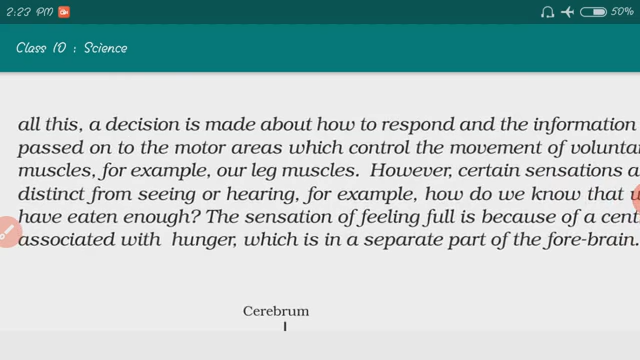 2:23 PM 50%
Class 10 : Science
all this, a decision is made about how to respond and the information
passed on to the motor areas which control the movement of voluntar
muscles, for example, our leg muscles. However, certain sensations a
distinct from seeing or hearing, for example, how do we know that w
have eaten enough? The sensation of feeling full is because of a cent
associated with hunger, which is in a separate part of the fore-brain.
Cerebrum